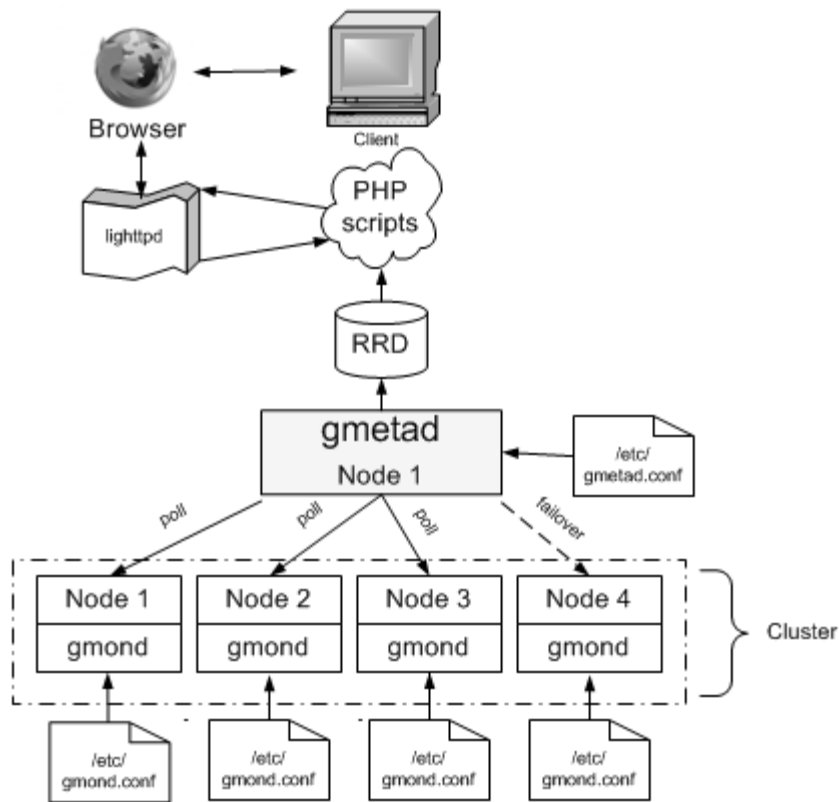 Browser
Client
lighttpd
PHP
scripts
RRD
gmetad
Node 1
/etc/
gmetad.conf
poll
poll
poll
failover
Node 1
Node 2
Node 3
Node 4
gmond
gmond
gmond
gmond
Cluster
/etc/
gmond.conf
/etc/
gmond.conf
/etc/
gmond.conf
/etc/
gmond.conf